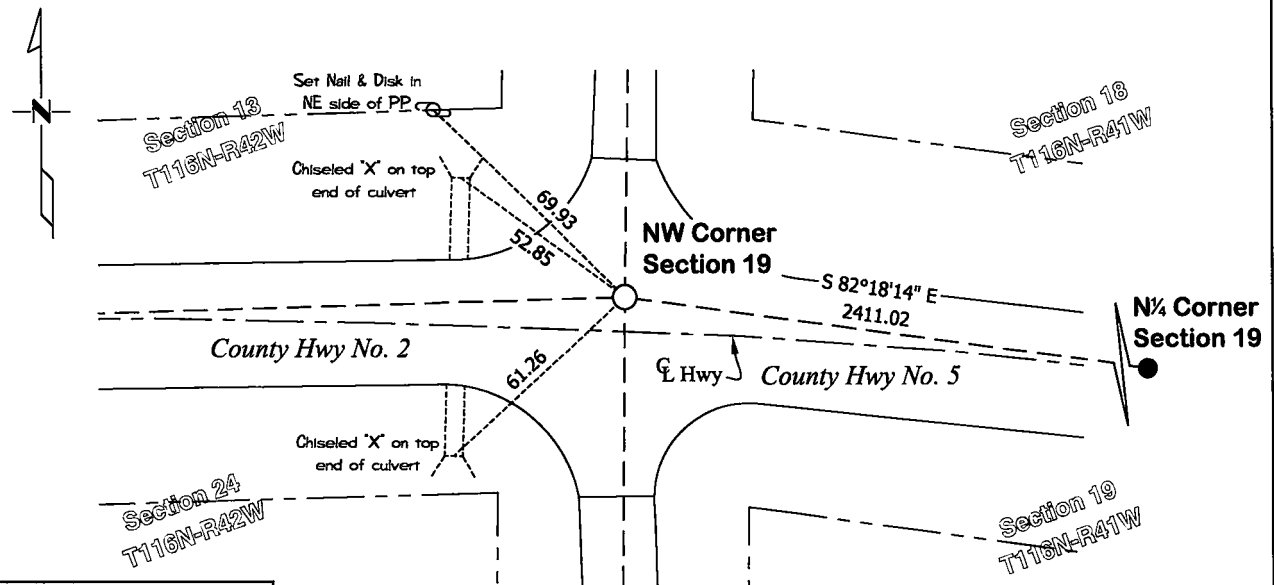 N
Set Nail & Disk in
NE side of PP
Section 13
T116N-R42W
Section 18
T116N-R41W
Chiseled "X" on top
end of culvert
69.93
52.85
NW Corner
Section 19
S 82°18'14" E
2411.02
N¼ Corner
Section 19
County Hwy No. 2
61.26
℄ Hwy
County Hwy No. 5
Chiseled "X" on top
end of culvert
Section 24
T116N-R42W
Section 19
T116N-R41W